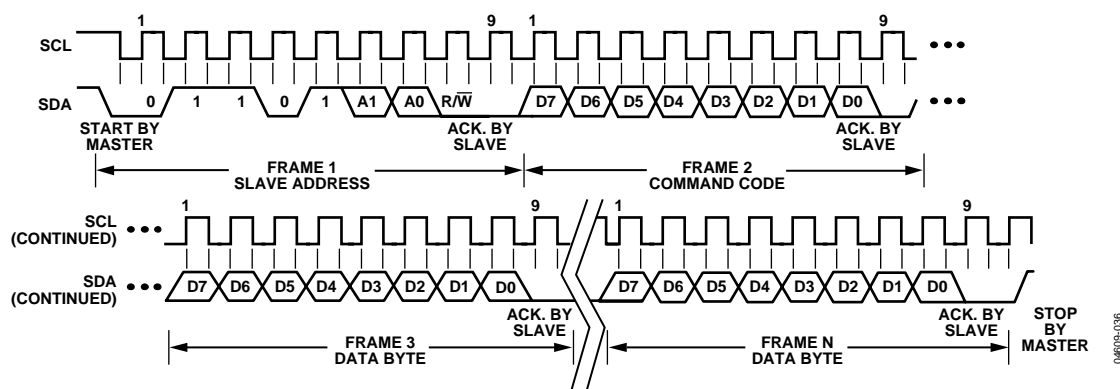 1 9 1 9
SCL
SDA 0 1 1 0 1 A1 A0 R/W̅ D7 D6 D5 D4 D3 D2 D1 D0
START BY MASTER
ACK. BY SLAVE
ACK. BY SLAVE
FRAME 1
SLAVE ADDRESS
FRAME 2
COMMAND CODE
1 9 1 9
SCL
(CONTINUED)
SDA
(CONTINUED)
D7 D6 D5 D4 D3 D2 D1 D0 D7 D6 D5 D4 D3 D2 D1 D0
ACK. BY
SLAVE
ACK. BY
SLAVE
STOP
BY
MASTER
FRAME 3
DATA BYTE
FRAME N
DATA BYTE
04609-036